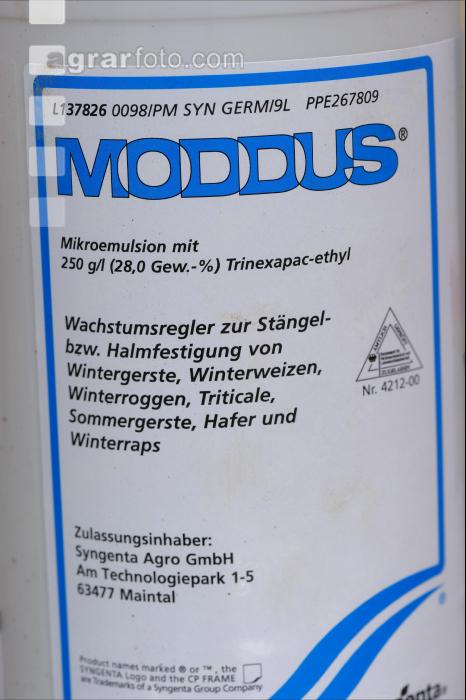 agrarfoto.com
L137826 0098/PM SYN GERM/9L PPE267809
MODDUS®
Mikroemulsion mit
250 g/l (28,0 Gew.-%) Trinexapac-ethyl
Wachstumsregler zur Stängel-
bzw. Halmfestigung von
Wintergerste, Winterweizen,
Winterroggen, Triticale,
Sommergerste, Hafer und
Winterraps
ZUGELASSEN
Nr. 4212-00
Zulassungsinhaber:
Syngenta Agro GmbH
Am Technologiepark 1-5
63477 Maintal
Product names marked ® or ™, the
SYNGENTA Logo and the CP FRAME
are Trademarks of a Syngenta Group Company
enta®